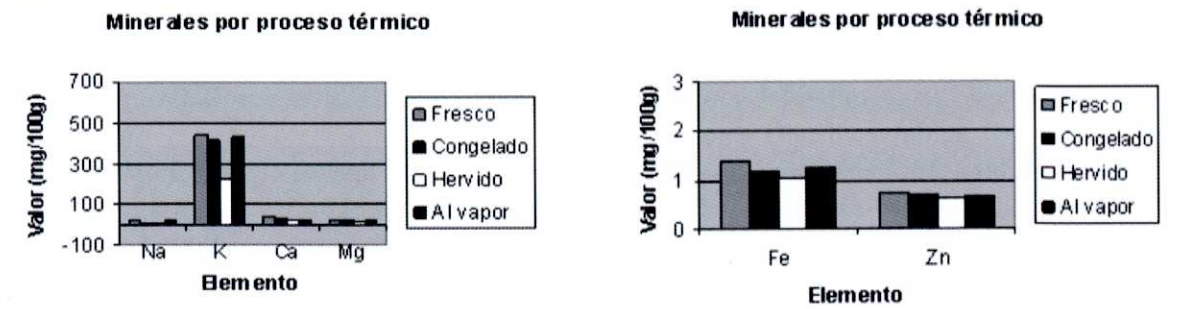 Minerales por proceso térmico
Valor (mg/100g)
700
500
300
100
-100
Na K Ca Mg
Elemento
Fresco
Congelado
Hervido
Al vapor
Minerales por proceso térmico
Valor (mg/100g)
3
2
1
0
Fe Zn
Elemento
Fresco
Congelado
Hervido
Al vapor